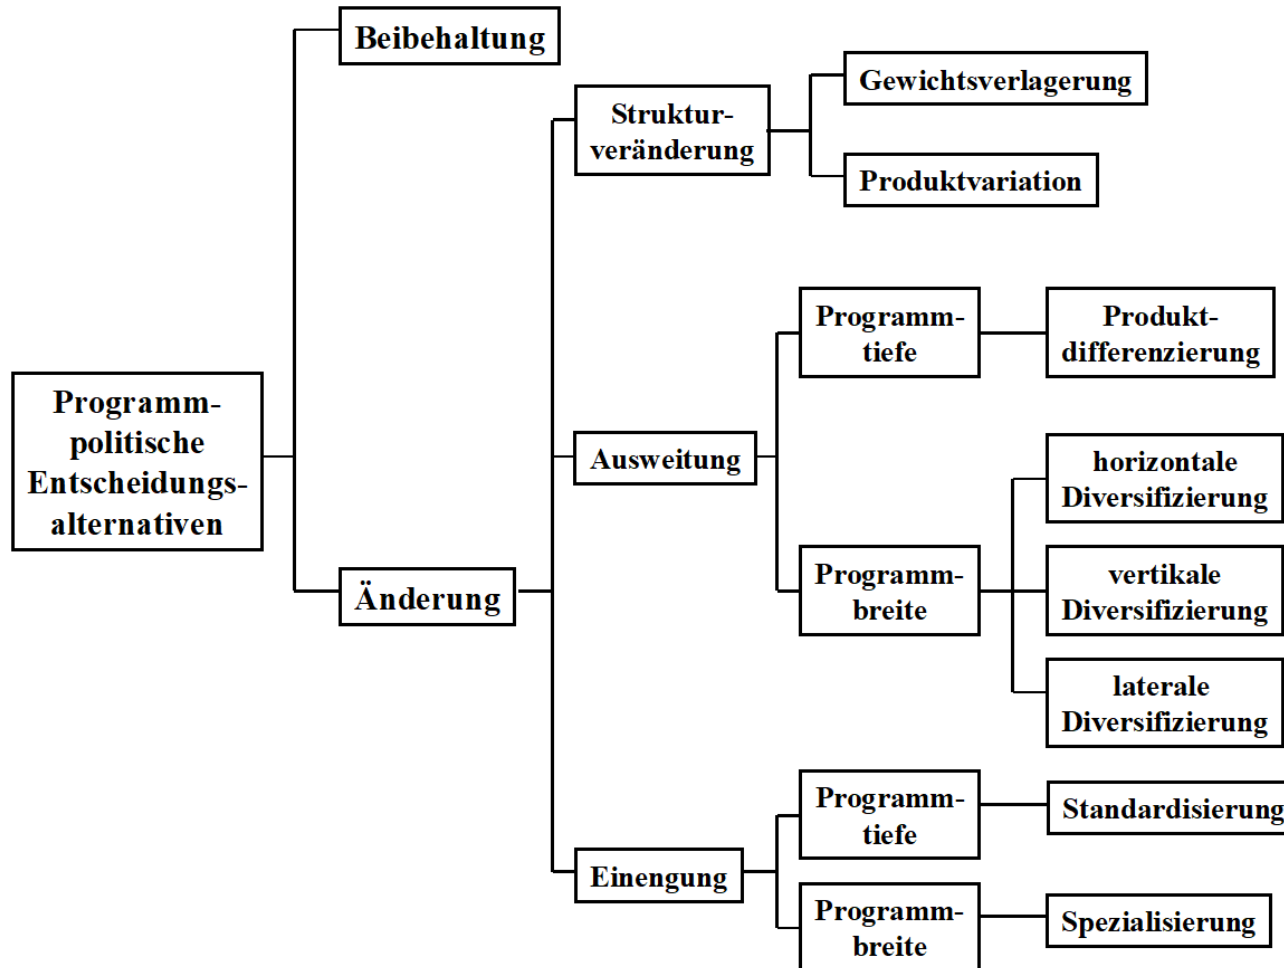 Beibehaltung
Gewichtsverlagerung
Struktur-
veränderung
Produktvariation
Programm-
tiefe
Produkt-
differenzierung
Programm-
politische
Entscheidungs-
alternativen
Ausweitung
horizontale
Diversifizierung
Änderung
Programm-
breite
vertikale
Diversifizierung
laterale
Diversifizierung
Programm-
tiefe
Standardisierung
Einengung
Programm-
breite
Spezialisierung